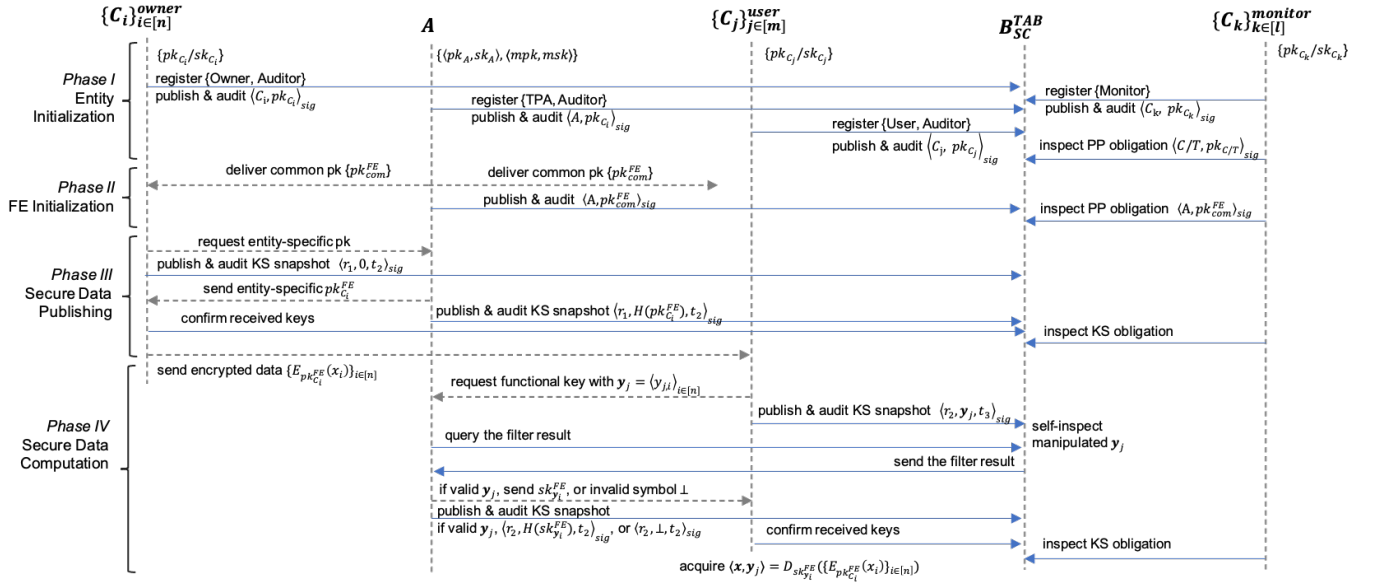 {C_i}^{owner}_{i∈[n]}
A
{C_j}^{user}_{j∈[m]}
B^{TAB}_{SC}
{C_k}^{monitor}_{k∈[l]}
Phase I
Entity
Initialization
{pk_{C_i}/sk_{C_i}}
{⟨pk_A, sk_A⟩, ⟨mpk, msk⟩}
{pk_{C_j}/sk_{C_j}}
{pk_{C_k}/sk_{C_k}}
register {Owner, Auditor}
publish & audit ⟨C_i, pk_{C_i}⟩_{sig}
register {TPA, Auditor}
publish & audit ⟨A, pk_{C_i}⟩_{sig}
register {User, Auditor}
publish & audit ⟨C_j, pk_{C_j}⟩_{sig}
register {Monitor}
publish & audit ⟨C_k, pk_{C_k}⟩_{sig}
inspect PP obligation ⟨C/T, pk_{C/T}⟩_{sig}
Phase II
FE Initialization
deliver common pk {pk^{FE}_{com}}
deliver common pk {pk^{FE}_{com}}
publish & audit ⟨A, pk^{FE}_{com}⟩_{sig}
inspect PP obligation ⟨A, pk^{FE}_{com}⟩_{sig}
Phase III
Secure Data
Publishing
request entity-specific pk
publish & audit KS snapshot ⟨r_1, 0, t_2⟩_{sig}
send entity-specific pk^{FE}_{C_i}
publish & audit KS snapshot ⟨r_1, H(pk^{FE}_{C_i}), t_2⟩_{sig}
confirm received keys
inspect KS obligation
send encrypted data {E_{pk^{FE}_{C_i}}(x_i)}_{i∈[n]}
Phase IV
Secure Data
Computation
request functional key with y_j = ⟨y_{j,i}⟩_{i∈[n]}
publish & audit KS snapshot ⟨r_2, y_j, t_3⟩_{sig}
self-inspect
manipulated y_j
query the filter result
send the filter result
if valid y_j, send sk^{FE}_{y_i}, or invalid symbol ⊥
publish & audit KS snapshot
if valid y_j, ⟨r_2, H(sk^{FE}_{y_i}), t_2⟩_{sig}, or ⟨r_2, ⊥, t_2⟩_{sig}
confirm received keys
inspect KS obligation
acquire ⟨x, y_j⟩ = D_{sk^{FE}_{y_i}}({E_{pk^{FE}_{C_i}}(x_i)}_{i∈[n]})